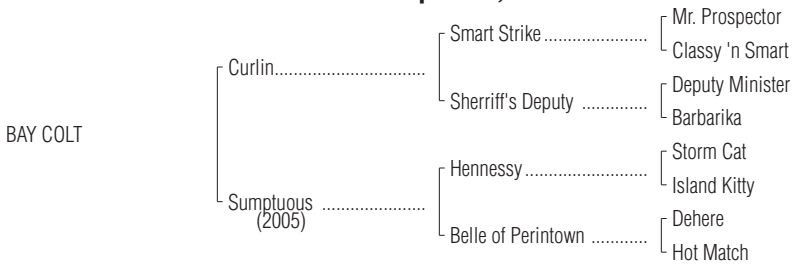 Mr. Prospector
Smart Strike......................
Classy 'n Smart
Curlin................................
Deputy Minister
Sherriff's Deputy ..............
Barbarika
BAY COLT
Storm Cat
Hennessy..........................
Island Kitty
Sumptuous ......................
(2005)
Dehere
Belle of Perintown ............
Hot Match